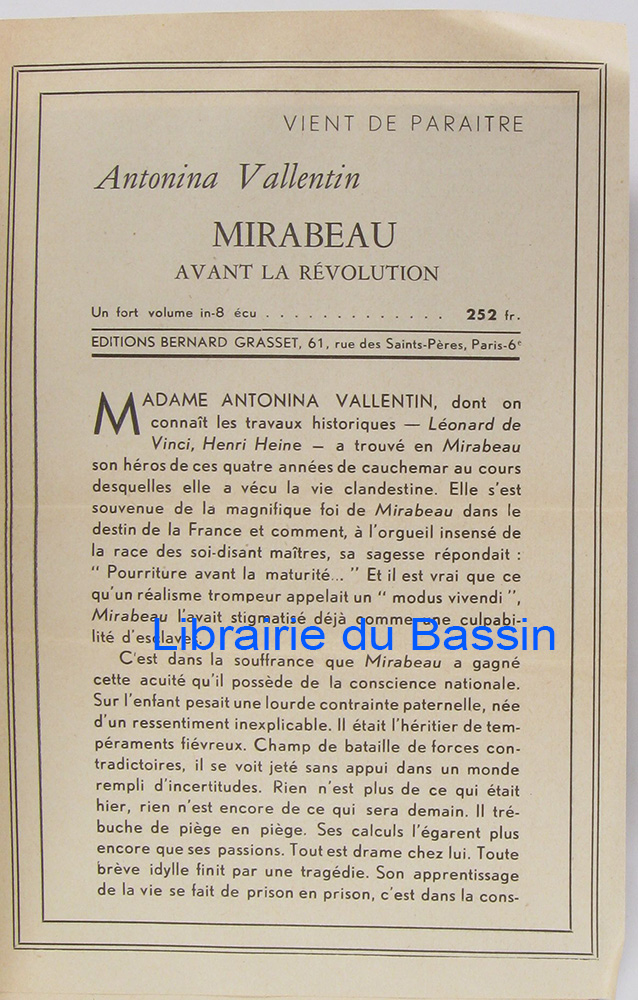 VIENT DE PARAITRE
Antonina Vallentin
MIRABEAU
AVANT LA RÉVOLUTION
Un fort volume in-8 écu . . . . . . . . . . . . . 252 fr.
EDITIONS BERNARD GRASSET, 61, rue des Saints-Pères, Paris-6e
MADAME ANTONINA VALLENTIN, dont on
connaît les travaux historiques — Léonard de
Vinci, Henri Heine — a trouvé en Mirabeau
son héros de ces quatre années de cauchemar au cours
desquelles elle a vécu la vie clandestine. Elle s'est
souvenue de la magnifique foi de Mirabeau dans le
destin de la France et comment, à l'orgueil insensé de
la race des soi-disant maîtres, sa sagesse répondait :
“ Pourriture avant la maturité... ” Et il est vrai que ce
qu'un réalisme trompeur appelait un “ modus vivendi ”,
Mirabeau l'avait stigmatisé déjà comme une culpabi-
lité d'esclaves.
Librairie du Bassin
C'est dans la souffrance que Mirabeau a gagné
cette acuité qu'il possède de la conscience nationale.
Sur l'enfant pesait une lourde contrainte paternelle, née
d'un ressentiment inexplicable. Il était l'héritier de tem-
péraments fiévreux. Champ de bataille de forces con-
tradictoires, il se voit jeté sans appui dans un monde
rempli d'incertitudes. Rien n'est plus de ce qui était
hier, rien n'est encore de ce qui sera demain. Il tré-
buche de piège en piège. Ses calculs l'égarent plus
encore que ses passions. Tout est drame chez lui. Toute
brève idylle finit par une tragédie. Son apprentissage
de la vie se fait de prison en prison, c'est dans la cons-